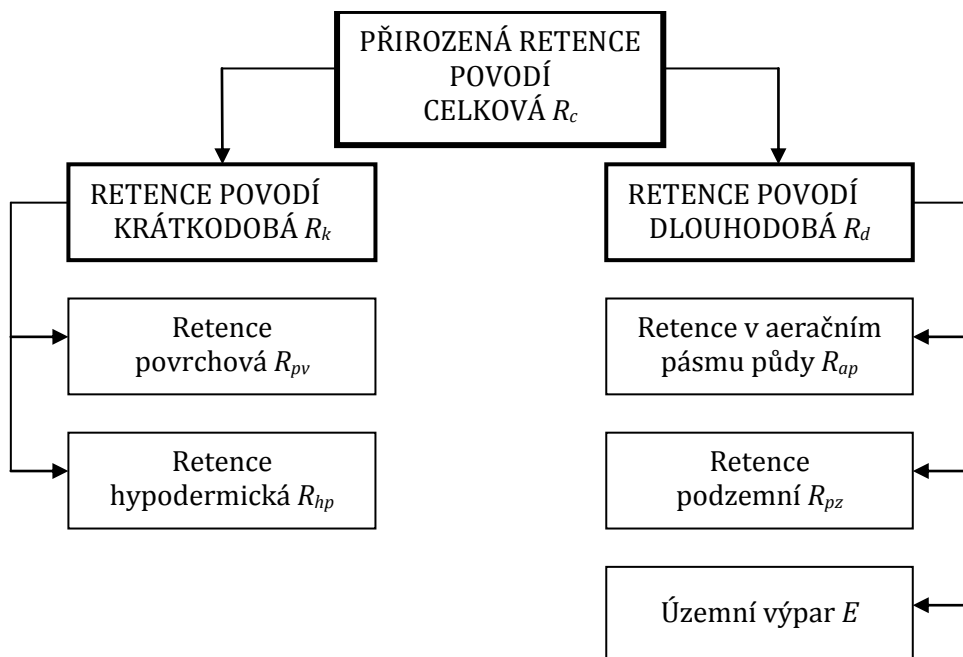 PŘIROZENÁ RETENCE
POVODÍ
CELKOVÁ Rc
RETENCE POVODÍ
KRÁTKODOBÁ Rk
RETENCE POVODÍ
DLOUHODOBÁ Rd
Retence
povrchová Rpv
Retence v aeračním
pásmu půdy Rap
Retence
hypodermická Rhp
Retence
podzemní Rpz
Územní výpar E